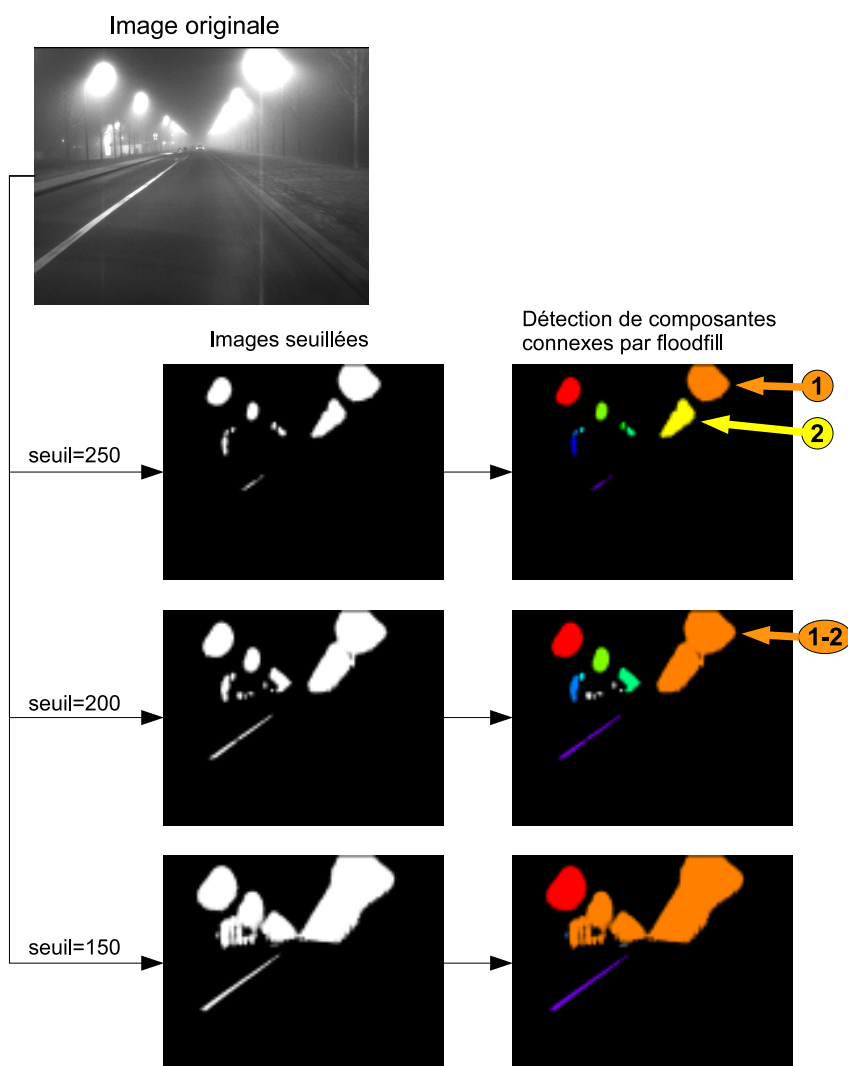 Image originale
Images seuillées
Détection de composantes
connexes par floodfill
1
2
seuil=250
1-2
seuil=200
seuil=150